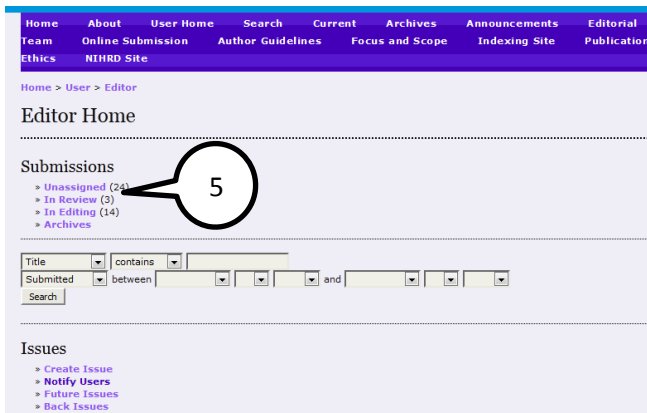 Home About User Home Search Current Archives Announcements Editorial
Team Online Submission Author Guidelines Focus and Scope Indexing Site Publication
Ethics NIHRD Site
Home > User > Editor
Editor Home
Submissions
» Unassigned (24)
» In Review (3)
» In Editing (14)
» Archives
5
Title contains
Submitted between and
Search
Issues
» Create Issue
» Notify Users
» Future Issues
» Back Issues